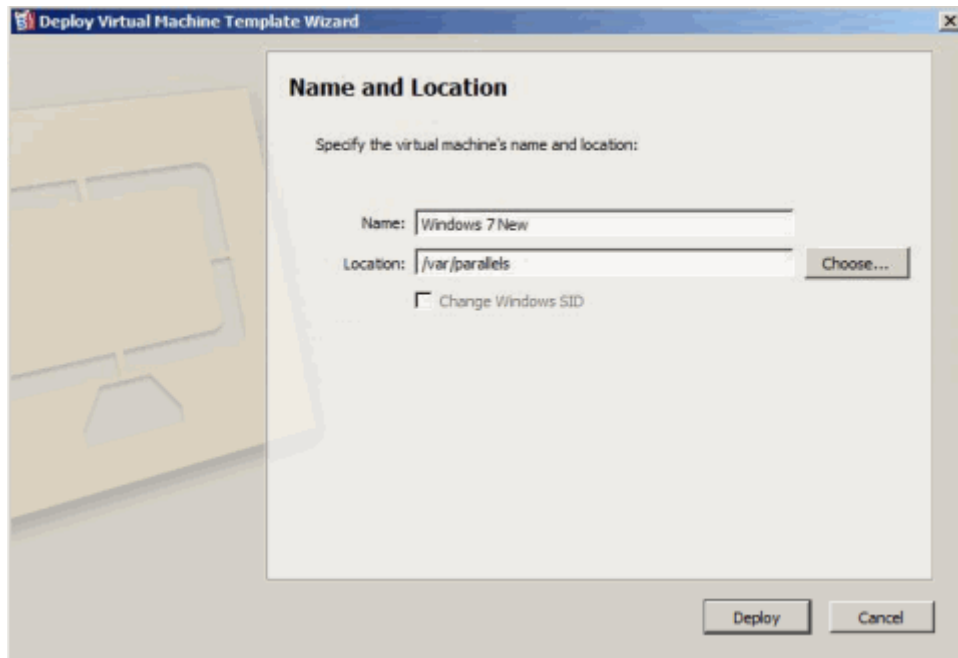 Deploy Virtual Machine Template Wizard
Name and Location
Specify the virtual machine's name and location:
Name: Windows 7 New
Location: /var/parallels Choose...
Change Windows SID
Deploy Cancel